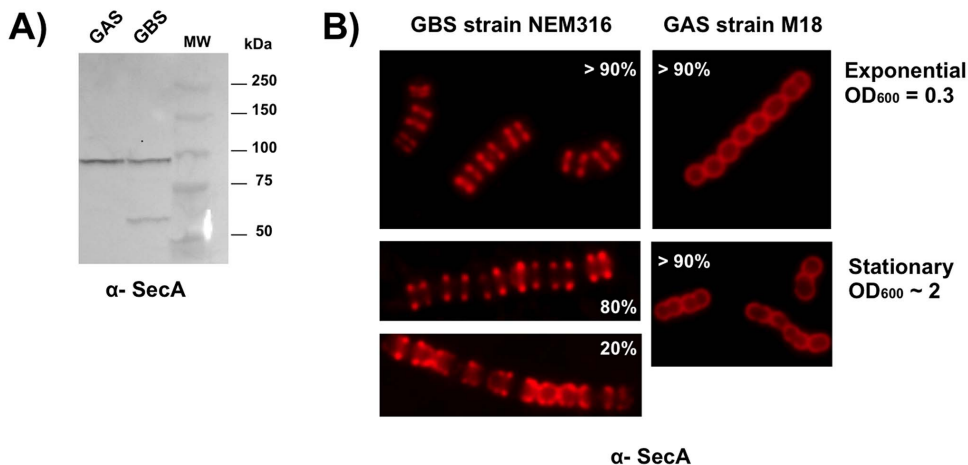 A)
GAS GBS MW kDa
250
150
100
75
50
α- SecA
B)
GBS strain NEM316 GAS strain M18
> 90% > 90% Exponential
OD600 = 0.3
80% > 90% Stationary
OD600 ~ 2
20%
α- SecA